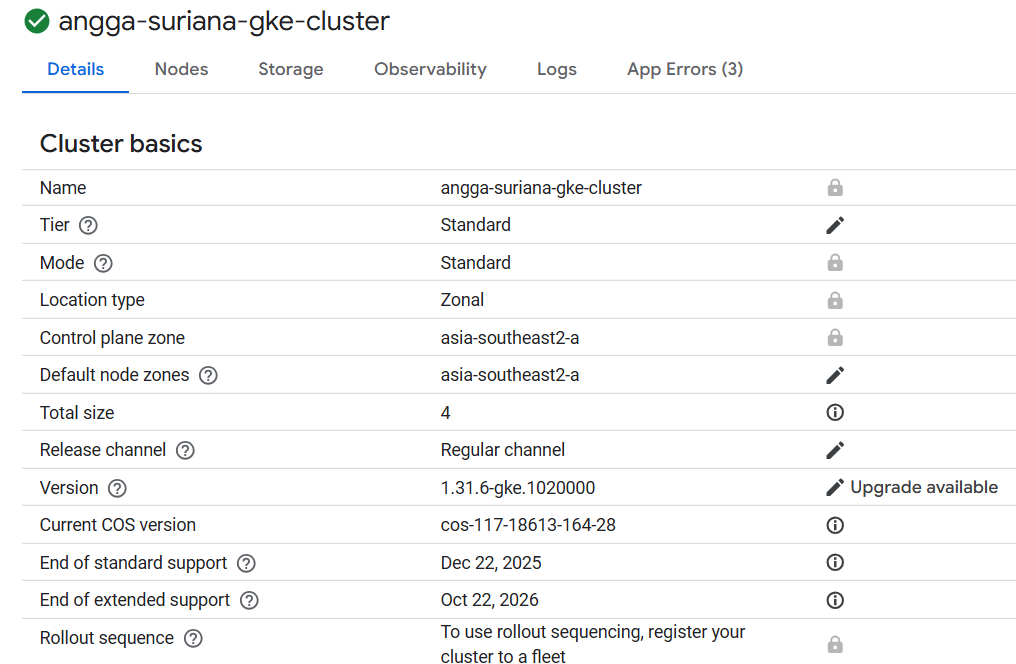 angga-suriana-gke-cluster
Details Nodes Storage Observability Logs App Errors (3)
Cluster basics
Name angga-suriana-gke-cluster
Tier Standard
Mode Standard
Location type Zonal
Control plane zone asia-southeast2-a
Default node zones asia-southeast2-a
Total size 4
Release channel Regular channel
Version 1.31.6-gke.1020000 Upgrade available
Current COS version cos-117-18613-164-28
End of standard support Dec 22, 2025
End of extended support Oct 22, 2026
Rollout sequence To use rollout sequencing, register your
cluster to a fleet